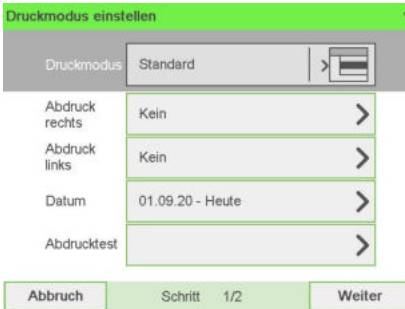 Druckmodus einstellen
Druckmodus Standard
Abdruck rechts Kein
Abdruck links Kein
Datum 01.09.20 - Heute
Abdrucktest
Abbruch Schritt 1/2 Weiter